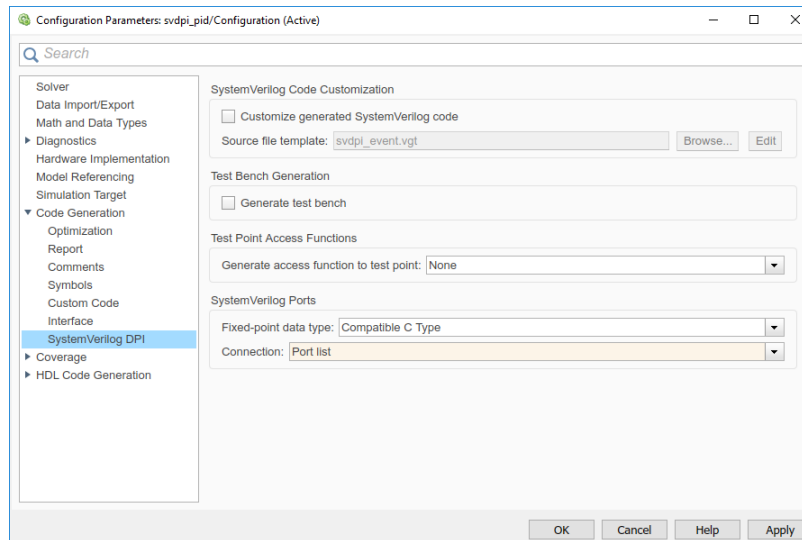 Configuration Parameters: svdpi_pid/Configuration (Active)
Search
Solver
Data Import/Export
Math and Data Types
Diagnostics
Hardware Implementation
Model Referencing
Simulation Target
Code Generation
Optimization
Report
Comments
Symbols
Custom Code
Interface
SystemVerilog DPI
Coverage
HDL Code Generation
SystemVerilog Code Customization
Customize generated SystemVerilog code
Source file template: svdpi_event.vgt Browse... Edit
Test Bench Generation
Generate test bench
Test Point Access Functions
Generate access function to test point: None
SystemVerilog Ports
Fixed-point data type: Compatible C Type
Connection: Port list
OK Cancel Help Apply